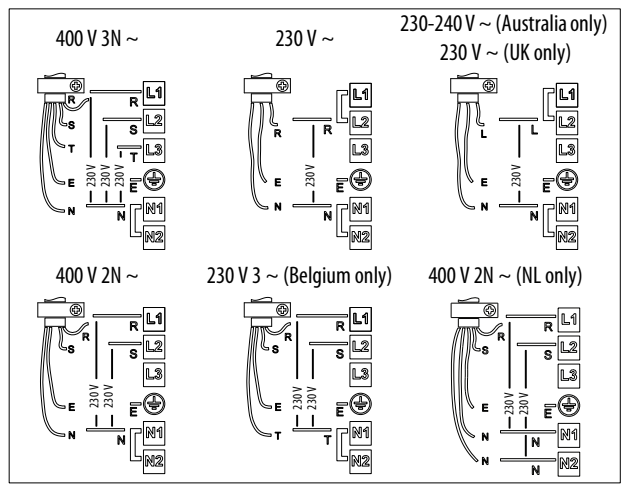 400 V 3N ~
R
R
L1
S
S
L2
T
T
L3
E
E
230 V
230 V
230 V
N
N
N1
N2
230 V ~
L1
R
R
L2
L3
E
E
230 V
N
N
N1
N2
230-240 V ~ (Australia only)
230 V ~ (UK only)
L1
L
L
L2
L3
E
E
230 V
N
N
N1
N2
400 V 2N ~
R
R
L1
S
S
L2
L3
E
E
230 V
230 V
N
N
N1
N2
230 V 3 ~ (Belgium only)
R
R
L1
S
S
L2
L3
E
E
230 V
230 V
T
T
N1
N2
400 V 2N ~ (NL only)
R
R
L1
S
S
L2
L3
E
E
230 V
230 V
N
N
N1
N
N
N2